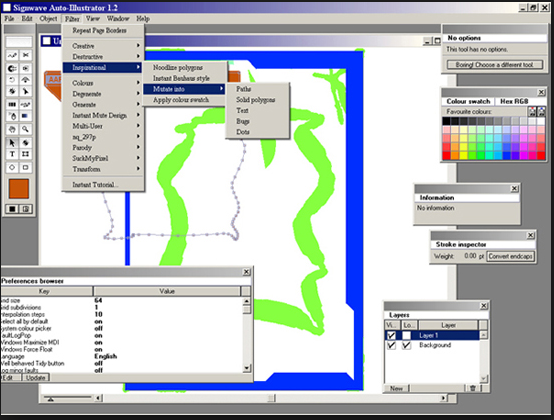 Signwave Auto-Illustrator 1.2
File Edit Object Filter View Window Help
Repeat Page Borders
Creative
Destructive
Inspirational
Colours
Degenerate
Generate
Instant Mute Design
Multi-User
nq_297p
Parody
SuckMyPixel
Transform
Instant Tutorial...
Noodlize polygons
Instant Bauhaus style
Mutate into
Apply colour swatch
Paths
Solid polygons
Text
Bugs
Dots
No options
This tool has no options.
Boring! Choose a different tool.
Colour swatch Hex RGB
Favourite colours:
Information
No information
Stroke inspector
Weight: 0.00 pt Convert endcaps
Preferences browser
Key Value
rid size 64
rid subdivisions 1
terpolation steps 10
elect all by default on
ystem colour picker off
aultLogPop on
Windows Maximize MDI on
Windows Force Float on
anguage English
ell behaved Tidy button off
og minor faults off
Edit Update
Layers
Vi... Lo... Layer
Layer 1
Background
New